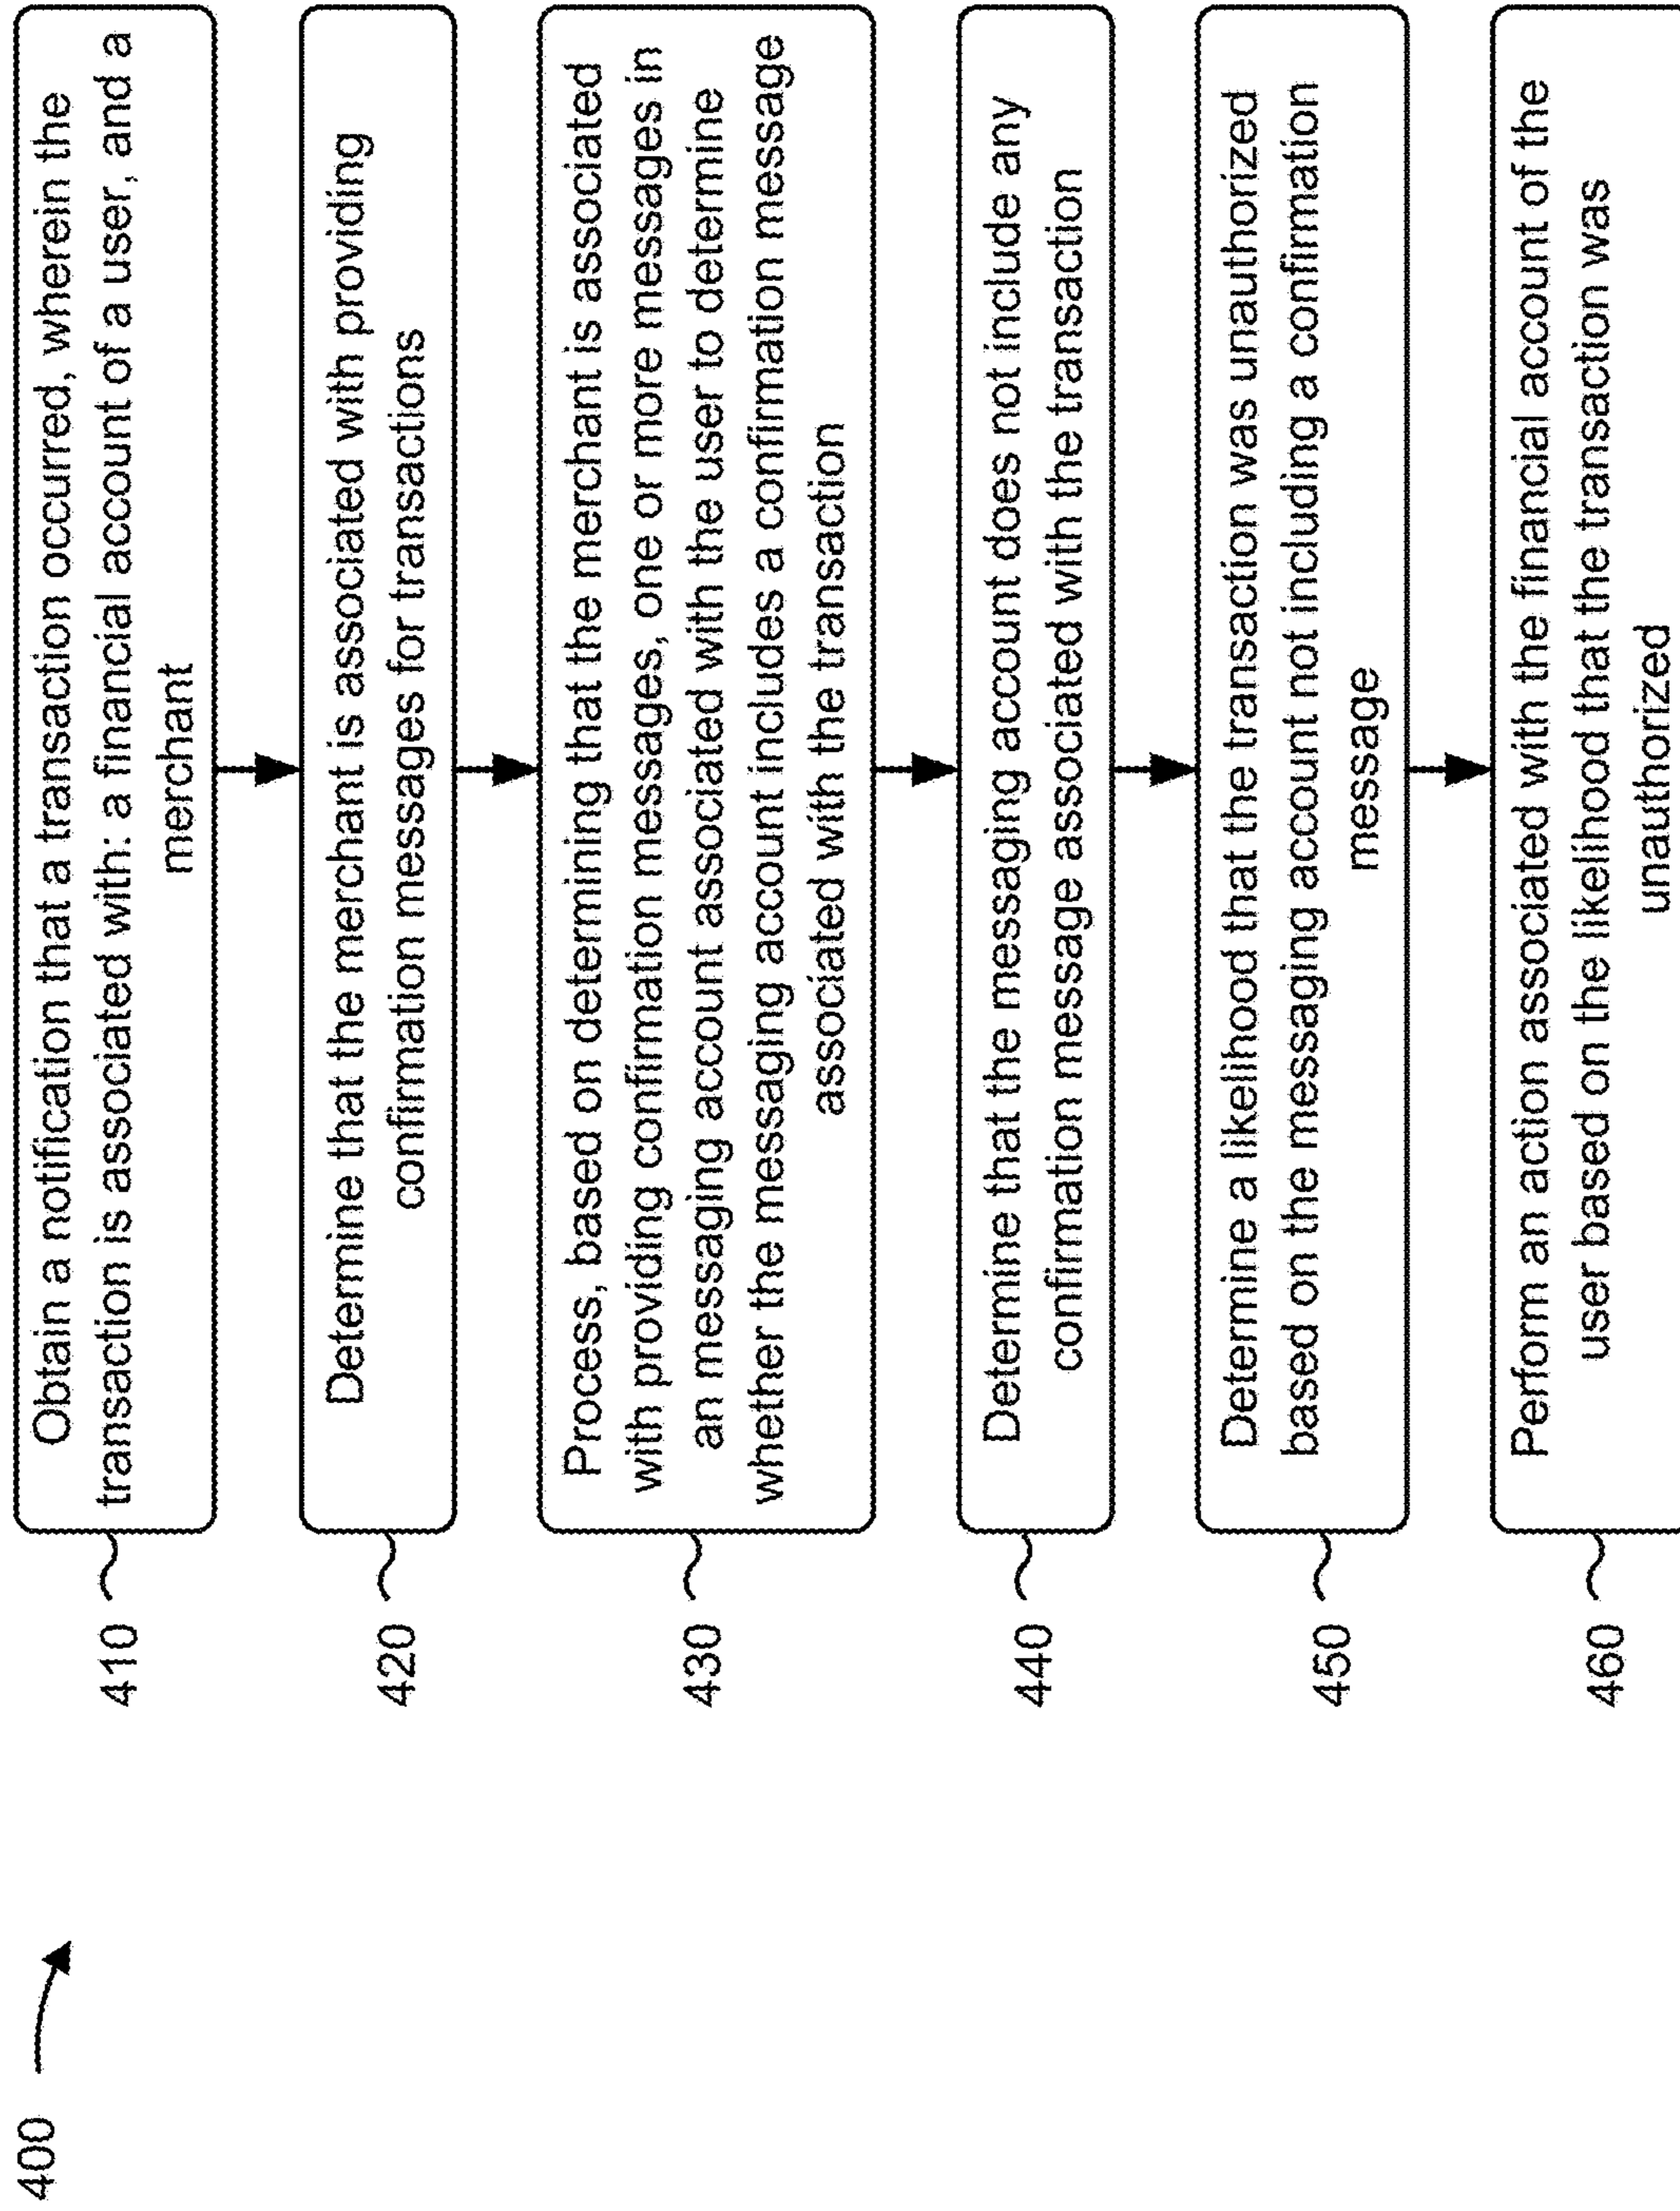 400
410
Obtain a notification that a transaction occurred, wherein the
transaction is associated with: a financial account of a user, and a
merchant
420
Determine that the merchant is associated with providing
confirmation messages for transactions
430
Process, based on determining that the merchant is associated
with providing confirmation messages, one or more messages in
an messaging account associated with the user to determine
whether the messaging account includes a confirmation message
associated with the transaction
440
Determine that the messaging account does not include any
confirmation message associated with the transaction
450
Determine a likelihood that the transaction was unauthorized
based on the messaging account not including a confirmation
message
460
Perform an action associated with the financial account of the
user based on the likelihood that the transaction was
unauthorized